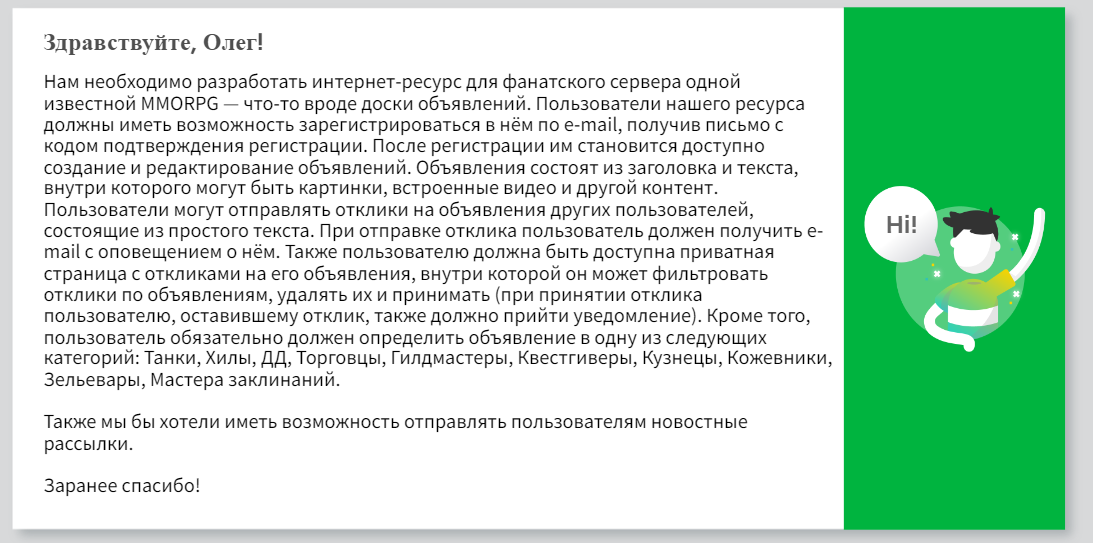 Здравствуйте, Олег!
Нам необходимо разработать интернет-ресурс для фанатского сервера одной
известной MMORPG — что-то вроде доски объявлений. Пользователи нашего ресурса
должны иметь возможность зарегистрироваться в нём по e-mail, получив письмо с
кодом подтверждения регистрации. После регистрации им становится доступно
создание и редактирование объявлений. Объявления состоят из заголовка и текста,
внутри которого могут быть картинки, встроенные видео и другой контент.
Пользователи могут отправлять отклики на объявления других пользователей,
состоящие из простого текста. При отправке отклика пользователь должен получить e-
mail с оповещением о нём. Также пользователю должна быть доступна приватная
страница с откликами на его объявления, внутри которой он может фильтровать
отклики по объявлениям, удалять их и принимать (при принятии отклика
пользователю, оставившему отклик, также должно прийти уведомление). Кроме того,
пользователь обязательно должен определить объявление в одну из следующих
категорий: Танки, Хилы, ДД, Торговцы, Гилдмастеры, Квестгиверы, Кузнецы, Кожевники,
Зельевары, Мастера заклинаний.
Также мы бы хотели иметь возможность отправлять пользователям новостные
рассылки.
Заранее спасибо!
Hi!